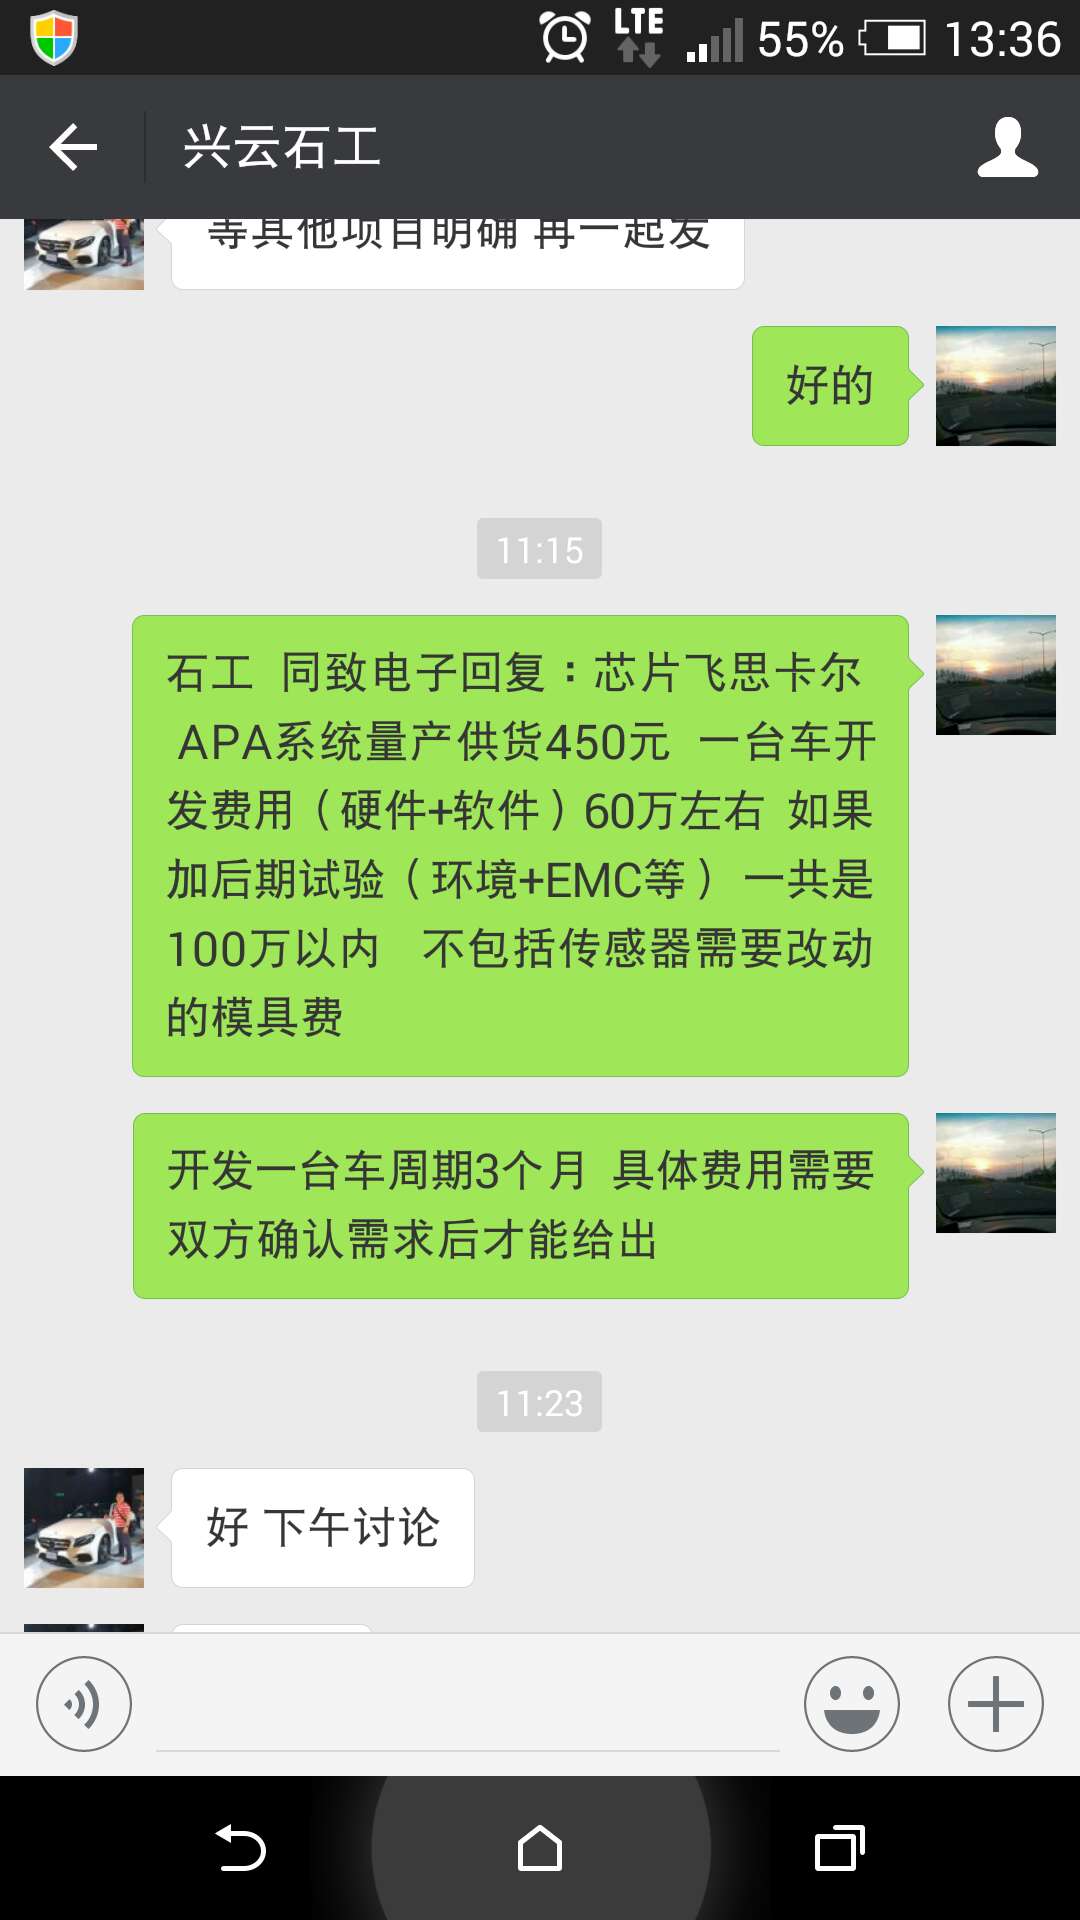 LTE 55% 13:36
兴云石工
等其他项目明确 再一起发
好的
11:15
石工 同致电子回复：芯片飞思卡尔
APA系统量产供货450元 一台车开
发费用（硬件+软件）60万左右 如果
加后期试验（环境+EMC等） 一共是
100万以内 不包括传感器需要改动
的模具费
开发一台车周期3个月 具体费用需要
双方确认需求后才能给出
11:23
好 下午讨论